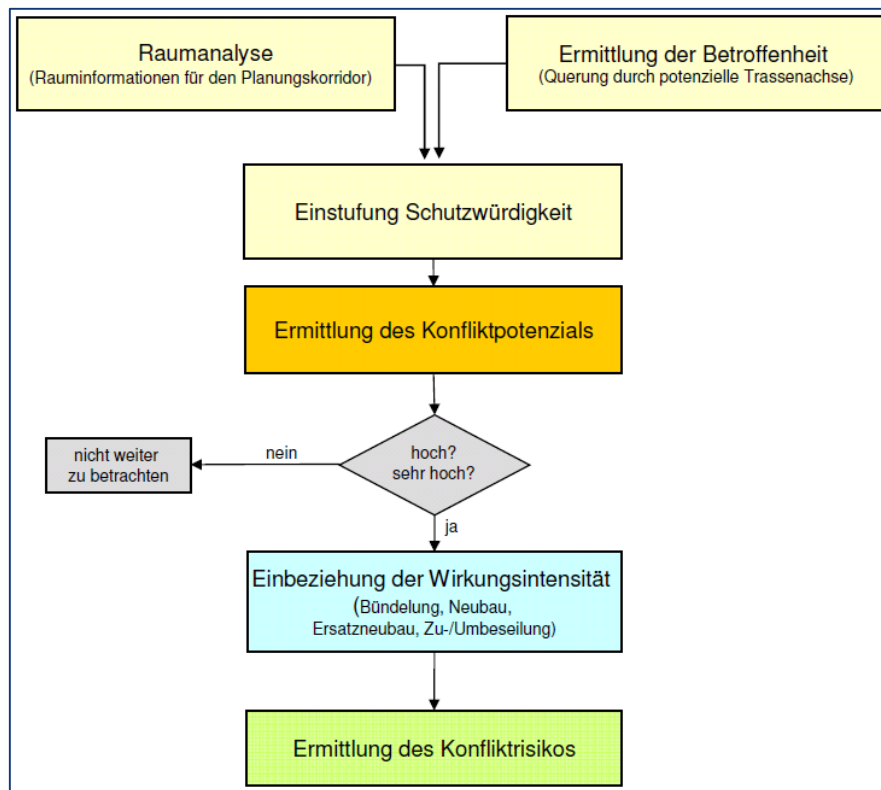 Raumanalyse
(Rauminformationen für den Planungskorridor)
Ermittlung der Betroffenheit
(Querung durch potenzielle Trassenachse)
Einstufung Schutzwürdigkeit
Ermittlung des Konfliktpotenzials
hoch?
sehr hoch?
nein
nicht weiter
zu betrachten
ja
Einbeziehung der Wirkungsintensität
(Bündelung, Neubau,
Ersatzneubau, Zu-/Umbeseilung)
Ermittlung des Konfliktrisikos